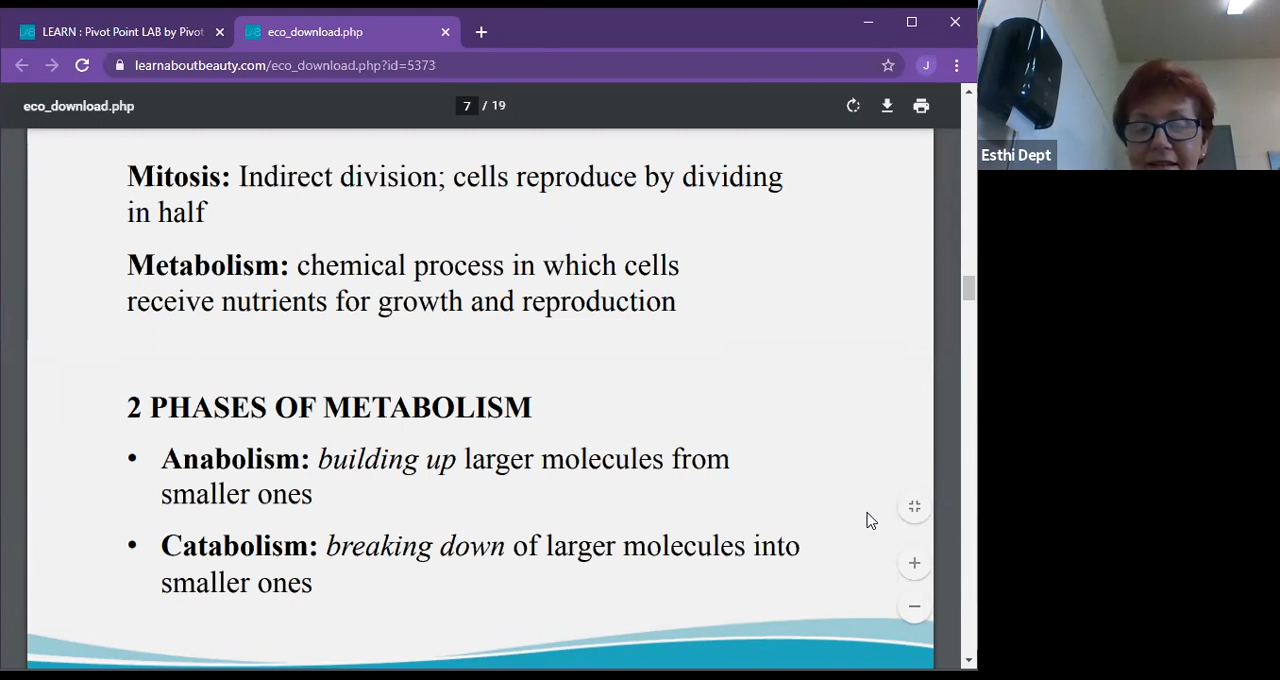 LEARN : Pivot Point LAB by Pivot
eco_download.php
learnaboutbeauty.com/eco_download.php?id=5373
J
eco_download.php
7 / 19
Mitosis: Indirect division; cells reproduce by dividing
in half
Metabolism: chemical process in which cells
receive nutrients for growth and reproduction
2 PHASES OF METABOLISM
• Anabolism: building up larger molecules from
smaller ones
• Catabolism: breaking down of larger molecules into
smaller ones
Esthi Dept